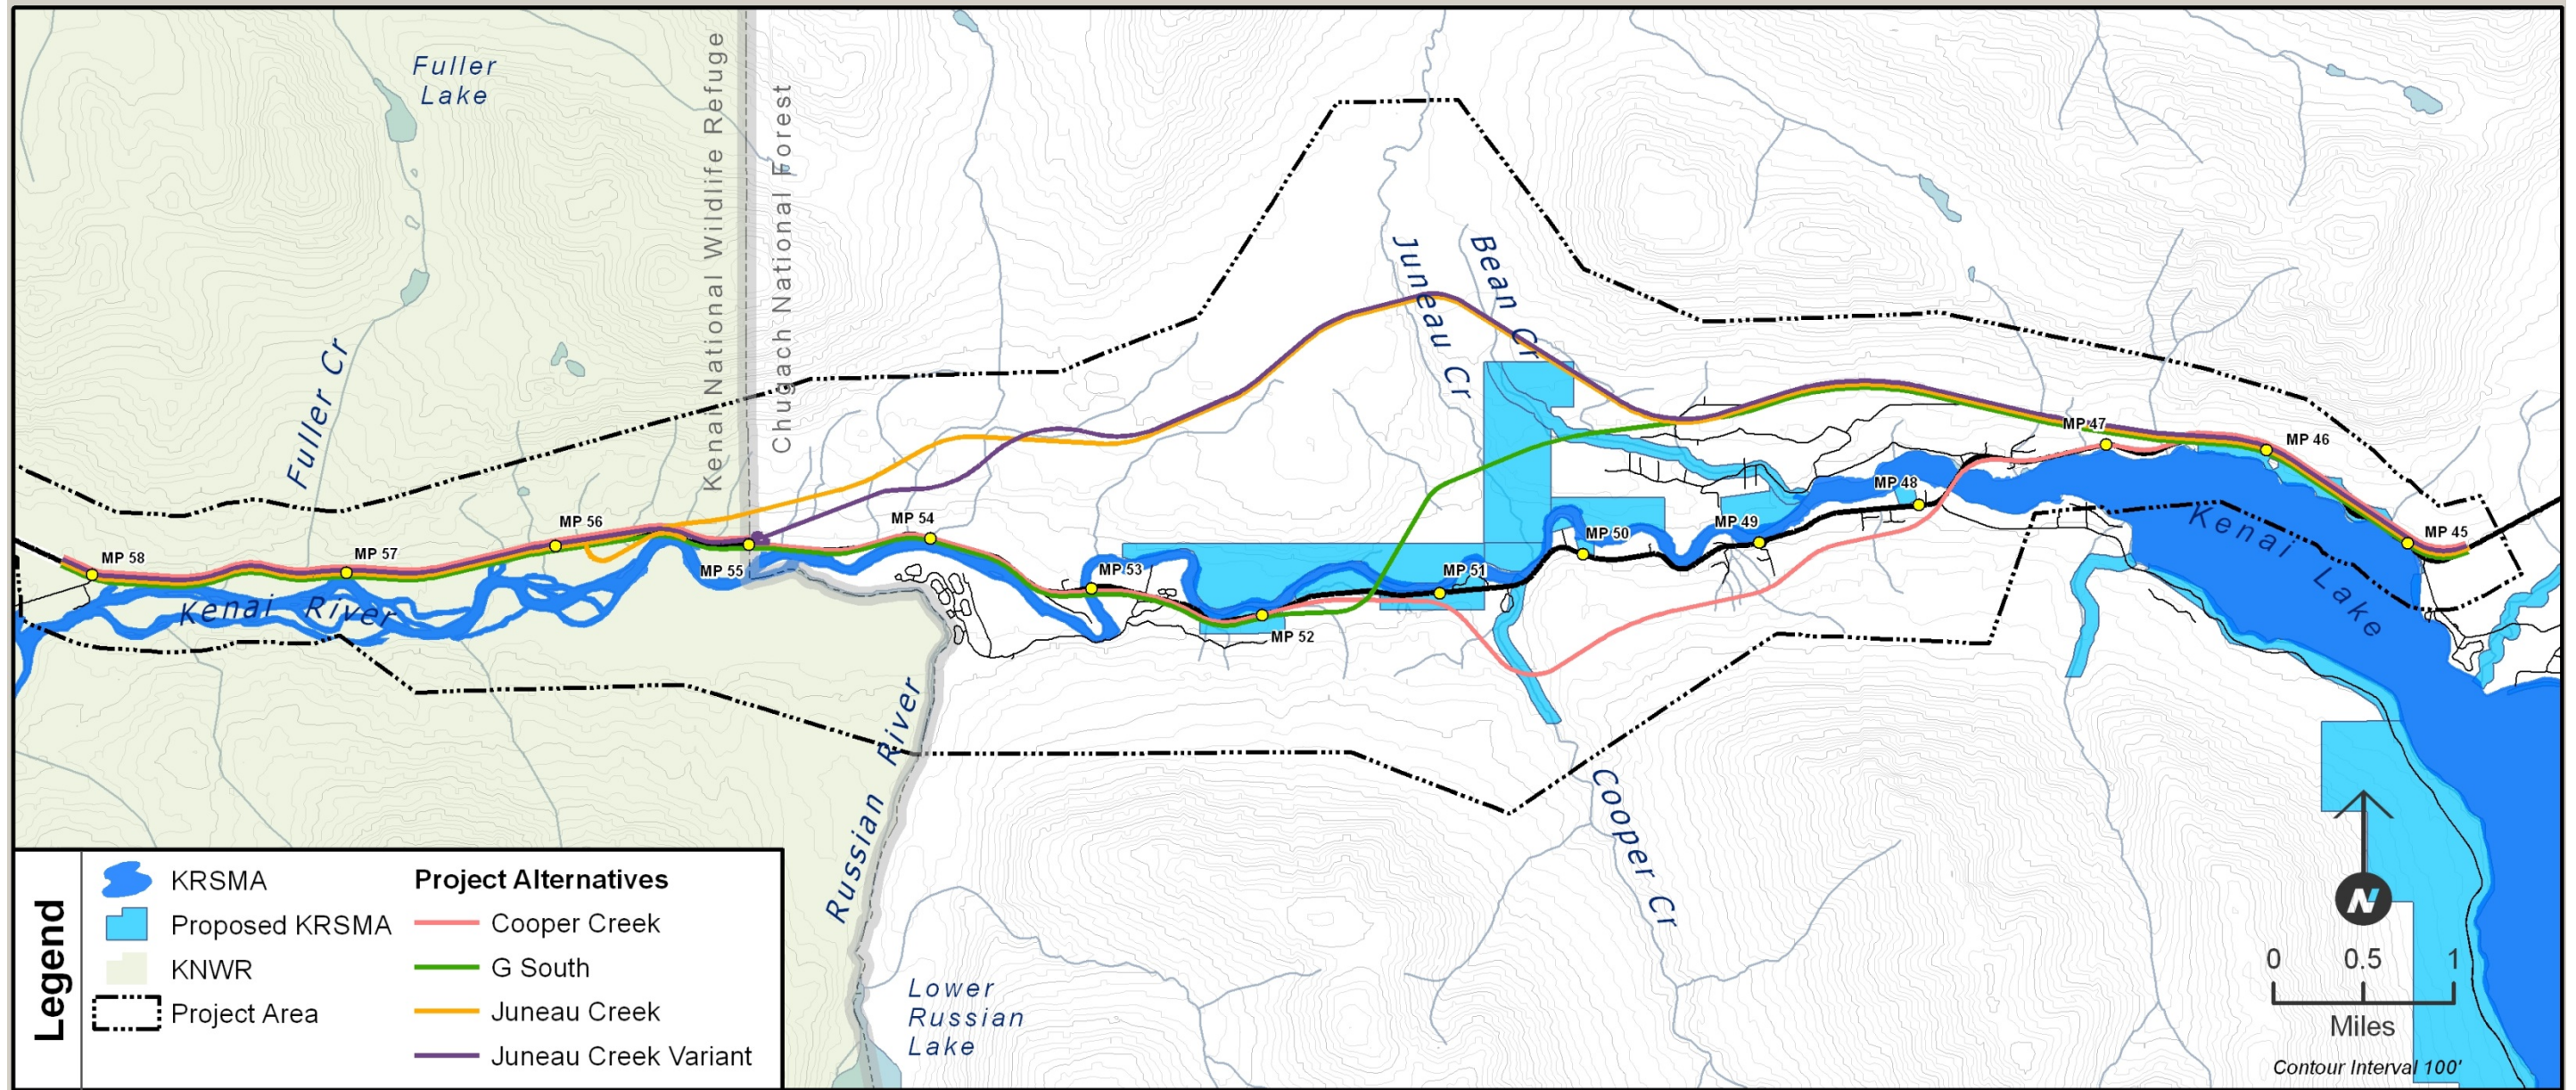 Fuller
Lake
Kenai National Wildlife Refuge
Chugach National Forest
Juneau Cr
Bean Cr
Fuller Cr
MP 58
MP 57
MP 56
MP 55
MP 54
MP 53
MP 52
MP 51
MP 50
MP 49
MP 48
MP 47
MP 46
MP 45
Kenai River
Kenai
Lake
Russian River
Cooper Cr
Lower
Russian
Lake
Legend
KRSMA
Proposed KRSMA
KNWR
Project Area
Project Alternatives
Cooper Creek
G South
Juneau Creek
Juneau Creek Variant
N
0 0.5 1
Miles
Contour Interval 100'